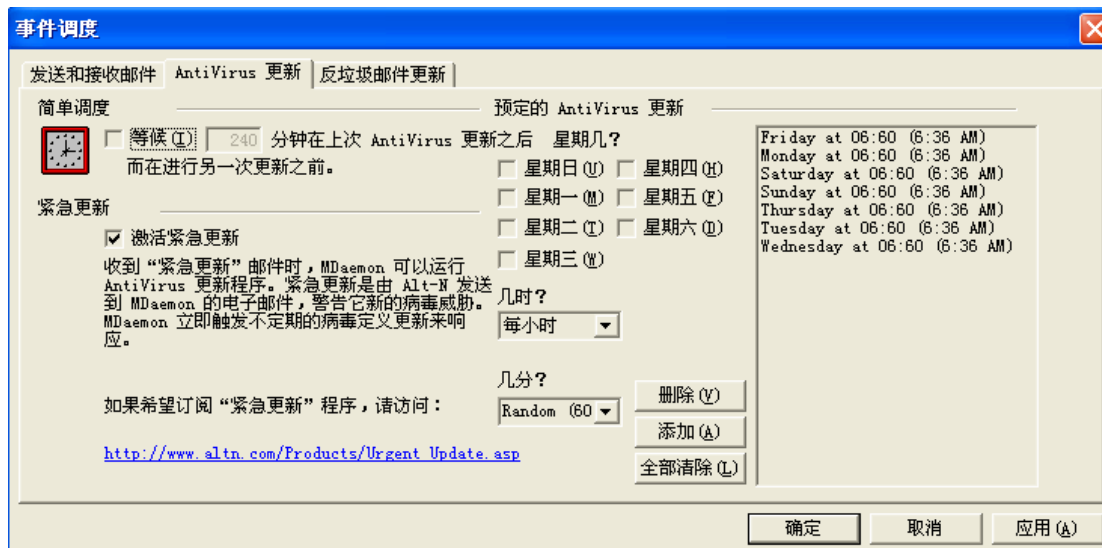 事件调度
发送和接收邮件 AntiVirus 更新 反垃圾邮件更新
简单调度
等候(I) 240 分钟在上次 AntiVirus 更新之后
而在进行另一次更新之前。
紧急更新
激活紧急更新
收到“紧急更新”邮件时，MDaemon 可以运行
AntiVirus 更新程序。紧急更新是由 Alt-N 发送
到 MDaemon 的电子邮件，警告它新的病毒威胁。
MDaemon 立即触发不定期的病毒定义更新来响
应。
如果希望订阅“紧急更新”程序，请访问：
http://www.altn.com/Products/Urgent_Update.asp
预定的 AntiVirus 更新
星期几？
星期日(U) 星期四(H)
星期一(M) 星期五(F)
星期二(T) 星期六(D)
星期三(W)
几时？
每小时
几分？
Random (60
删除(V)
添加(A)
全部清除(L)
Friday at 06:60 (6:36 AM)
Monday at 06:60 (6:36 AM)
Saturday at 06:60 (6:36 AM)
Sunday at 06:60 (6:36 AM)
Thursday at 06:60 (6:36 AM)
Tuesday at 06:60 (6:36 AM)
Wednesday at 06:60 (6:36 AM)
确定 取消 应用(A)